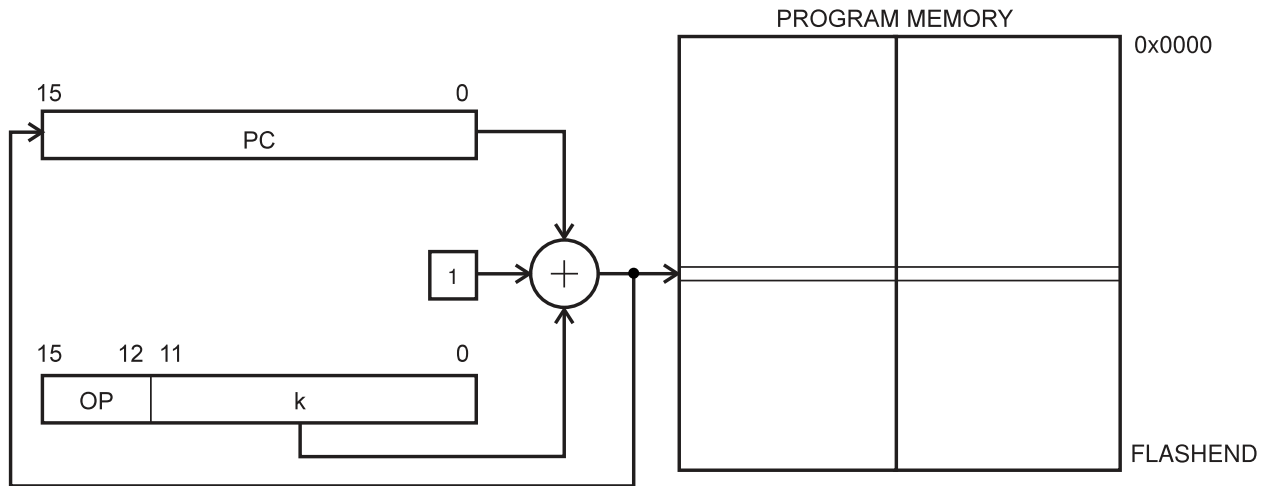 PROGRAM MEMORY
0x0000
15 0
PC
1
15 12 11 0
OP k
FLASHEND